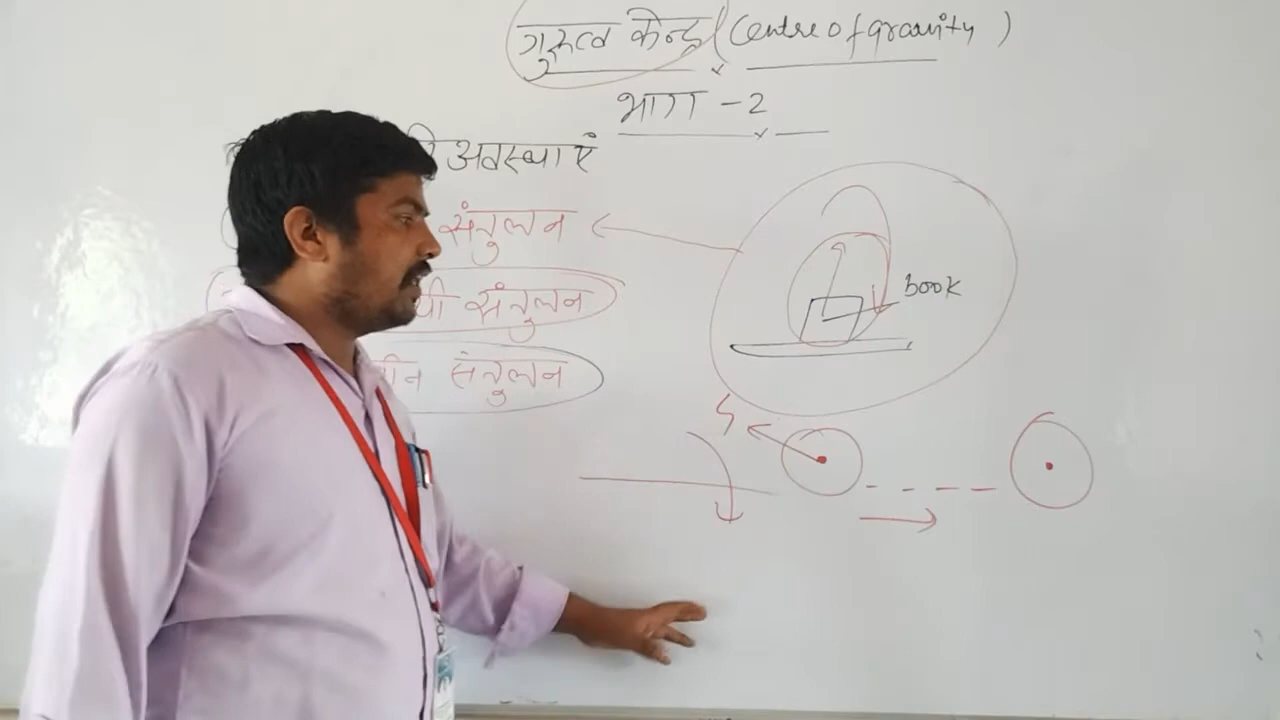 गुरुत्व केन्द्र (Centre of gravity)
भाग - 2
अवस्थाएं
संतुलन
संतुलन
book
संतुलन